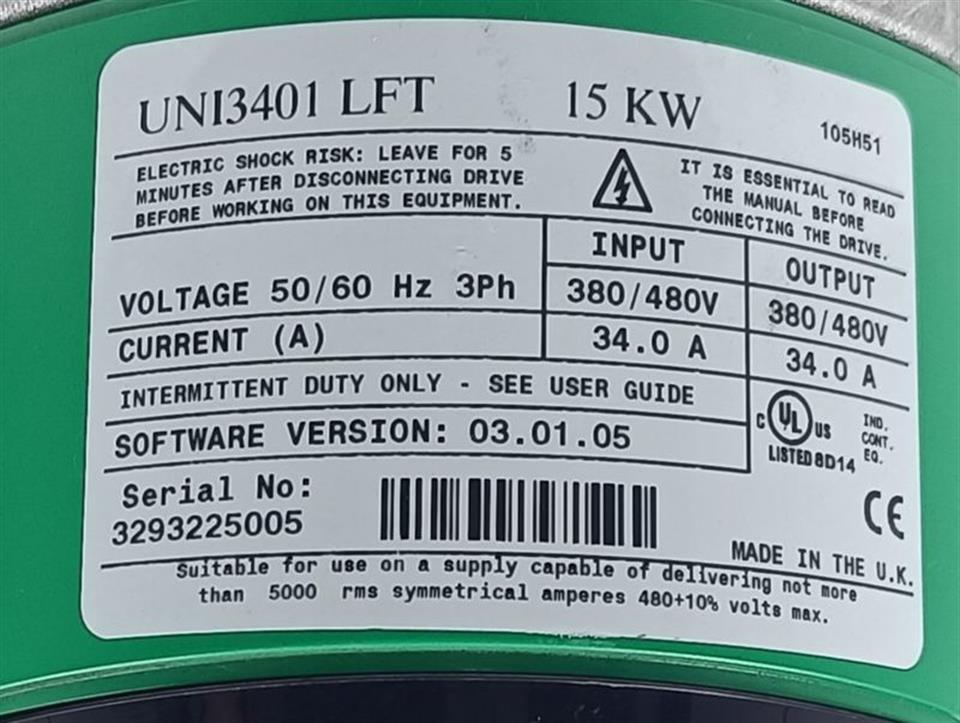 UNI3401 LFT 15 KW 105H51
ELECTRIC SHOCK RISK: LEAVE FOR 5
MINUTES AFTER DISCONNECTING DRIVE
BEFORE WORKING ON THIS EQUIPMENT.
IT IS ESSENTIAL TO READ
THE MANUAL BEFORE
CONNECTING THE DRIVE.
INPUT OUTPUT
VOLTAGE 50/60 Hz 3Ph 380/480V 380/480V
CURRENT (A) 34.0 A 34.0 A
INTERMITTENT DUTY ONLY - SEE USER GUIDE
SOFTWARE VERSION: 03.01.05
C UL US
LISTED 8D14
IND.
CONT.
EQ.
Serial No:
3293225005
CE
MADE IN THE U.K.
Suitable for use on a supply capable of delivering not more
than 5000 rms symmetrical amperes 480+10% volts max.